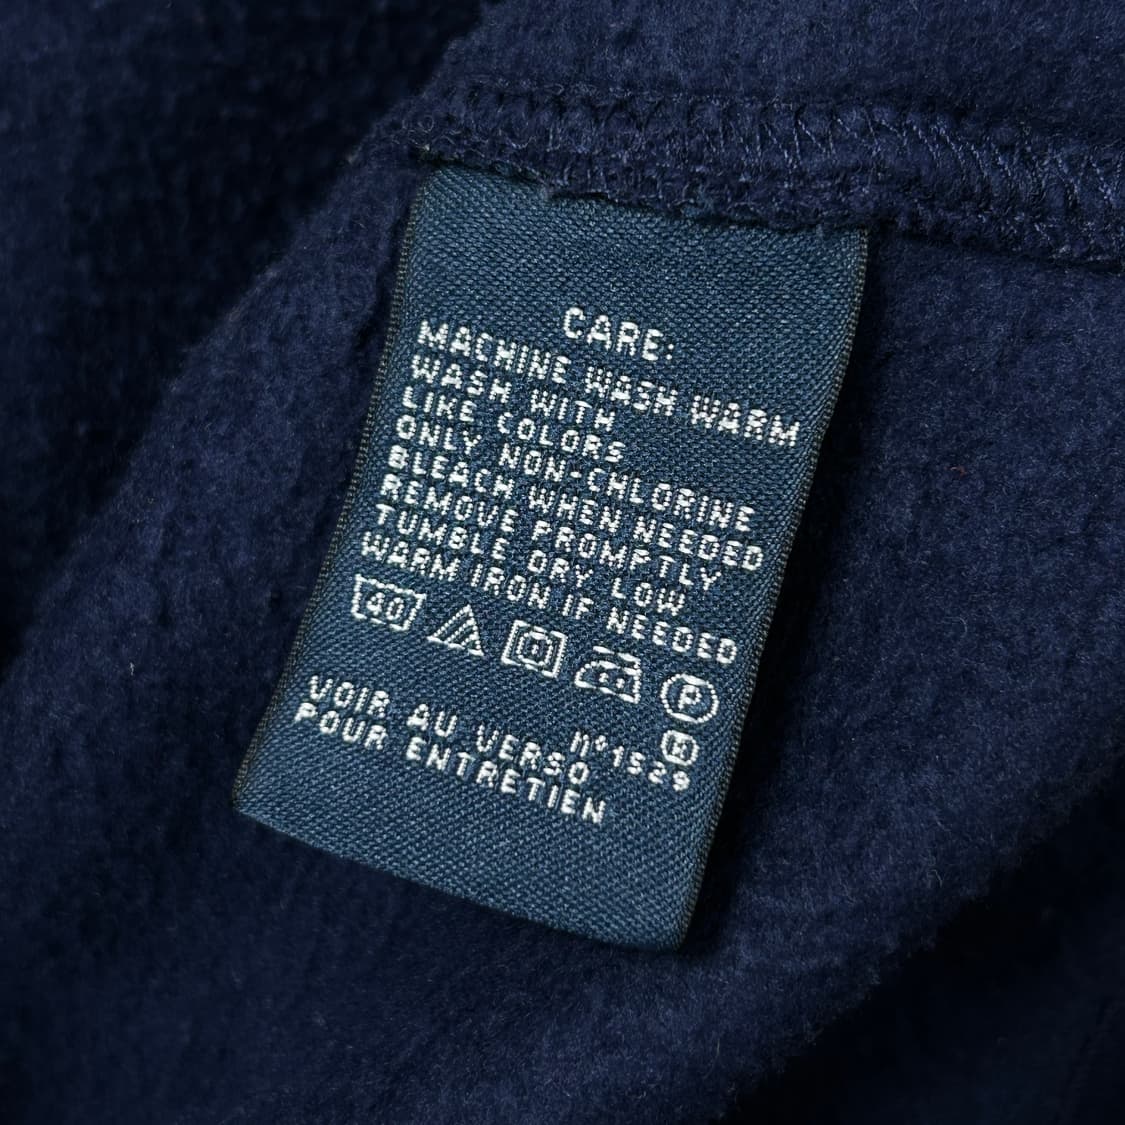 CARE:
MACHINE WASH WARM
WASH WITH
LIKE COLORS
ONLY NON-CHLORINE
BLEACH WHEN NEEDED
REMOVE PROMPTLY
TUMBLE DRY LOW
WARM IRON IF NEEDED
40 P
K
n° 1529
VOIR AU VERSO
POUR ENTRETIEN